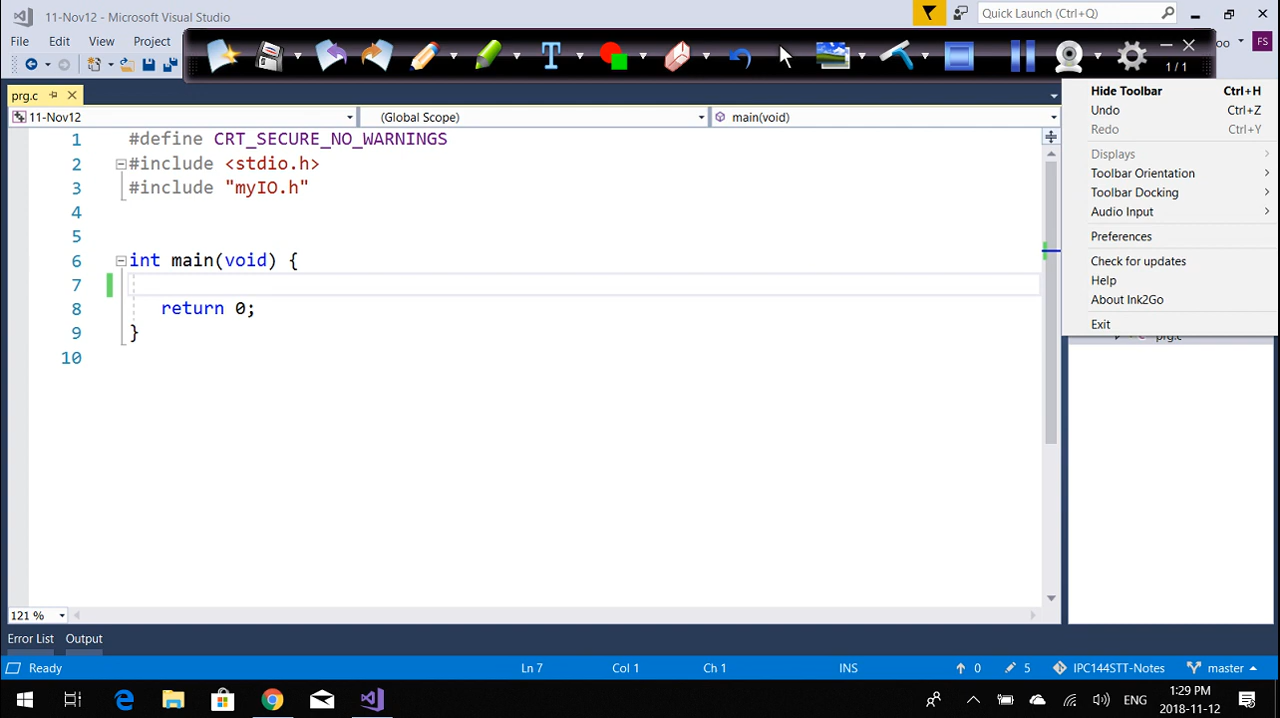 11-Nov12 - Microsoft Visual Studio
Quick Launch (Ctrl+Q)
File Edit View Project
oo FS
1 / 1
prg.c
11-Nov12 (Global Scope) main(void)
1 #define CRT_SECURE_NO_WARNINGS
2 #include <stdio.h>
3 #include "myIO.h"
4
5
6 int main(void) {
7
8 return 0;
9 }
10
Hide Toolbar Ctrl+H
Undo Ctrl+Z
Redo Ctrl+Y
Displays
Toolbar Orientation
Toolbar Docking
Audio Input
Preferences
Check for updates
Help
About Ink2Go
Exit
prg.c
121 %
Error List Output
Ready Ln 7 Col 1 Ch 1 INS 0 5 IPC144STT-Notes master
ENG
1:29 PM
2018-11-12